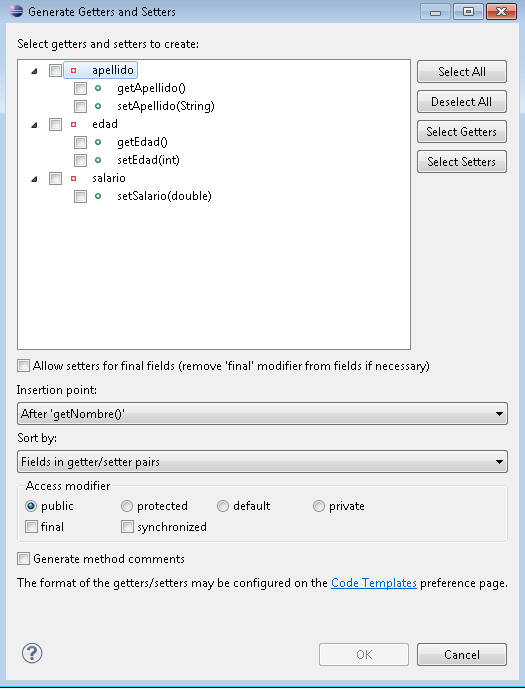 Generate Getters and Setters
Select getters and setters to create:
apellido
getApellido()
setApellido(String)
edad
getEdad()
setEdad(int)
salario
setSalario(double)
Select All
Deselect All
Select Getters
Select Setters
Allow setters for final fields (remove 'final' modifier from fields if necessary)
Insertion point:
After 'getNombre()'
Sort by:
Fields in getter/setter pairs
Access modifier
public protected default private
final synchronized
Generate method comments
The format of the getters/setters may be configured on the Code Templates preference page.
?
OK Cancel